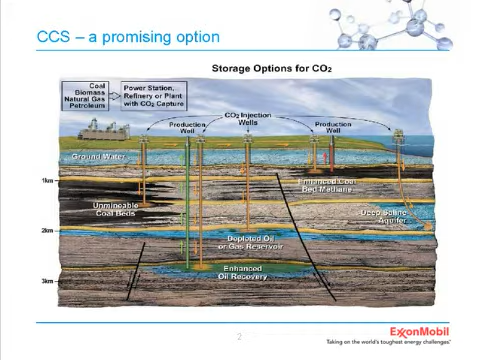 CCS – a promising option
Storage Options for CO₂
Coal
Biomass
Natural Gas
Petroleum
Power Station,
Refinery or Plant
with CO₂ Capture
CO₂ Injection
Wells
Production
Well
Production
Well
Ground Water
1km
Enhanced Coal
Bed Methane
Unmineable
Coal Beds
Deep Saline
Aquifer
2km
Depleted Oil
or Gas Reservoir
Enhanced
Oil Recovery
3km
2
ExxonMobil
Taking on the world's toughest energy challenges.